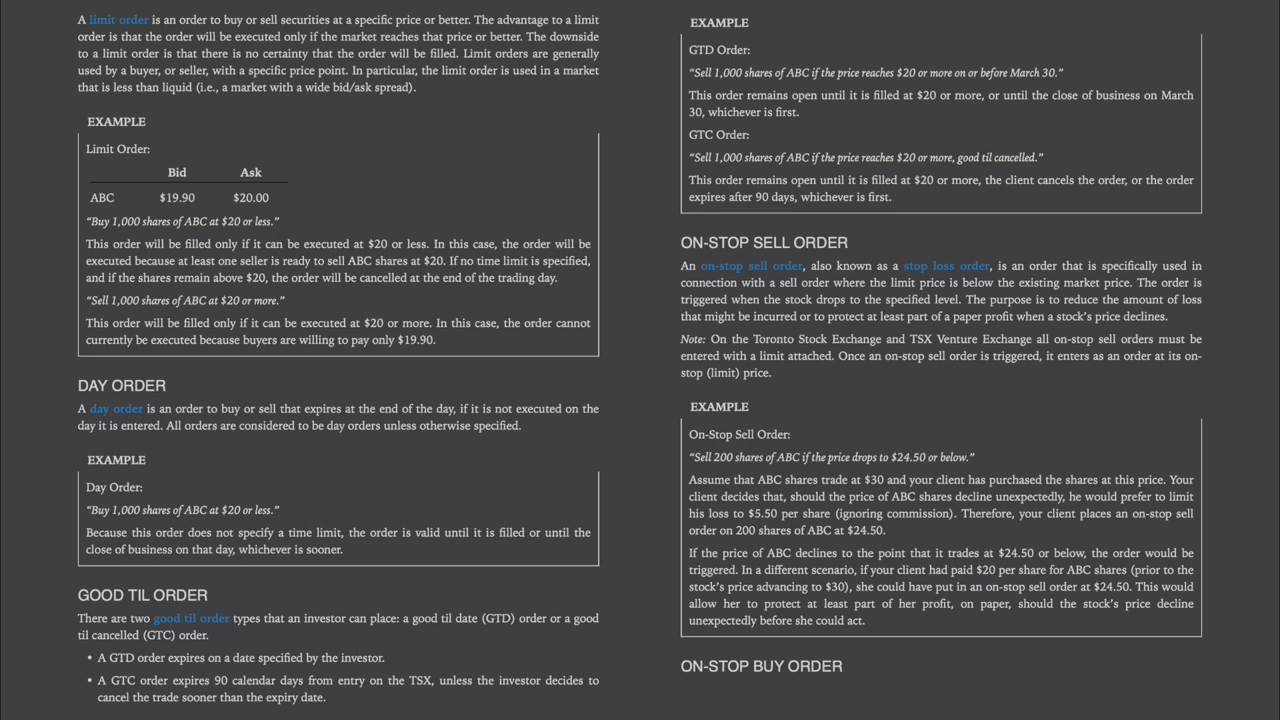 A limit order is an order to buy or sell securities at a specific price or better. The advantage to a limit
order is that the order will be executed only if the market reaches that price or better. The downside
to a limit order is that there is no certainty that the order will be filled. Limit orders are generally
used by a buyer, or seller, with a specific price point. In particular, the limit order is used in a market
that is less than liquid (i.e., a market with a wide bid/ask spread).
EXAMPLE
Limit Order:
Bid Ask
ABC $19.90 $20.00
“Buy 1,000 shares of ABC at $20 or less.”
This order will be filled only if it can be executed at $20 or less. In this case, the order will be
executed because at least one seller is ready to sell ABC shares at $20. If no time limit is specified,
and if the shares remain above $20, the order will be cancelled at the end of the trading day.
“Sell 1,000 shares of ABC at $20 or more.”
This order will be filled only if it can be executed at $20 or more. In this case, the order cannot
currently be executed because buyers are willing to pay only $19.90.
DAY ORDER
A day order is an order to buy or sell that expires at the end of the day, if it is not executed on the
day it is entered. All orders are considered to be day orders unless otherwise specified.
EXAMPLE
Day Order:
“Buy 1,000 shares of ABC at $20 or less.”
Because this order does not specify a time limit, the order is valid until it is filled or until the
close of business on that day, whichever is sooner.
GOOD TIL ORDER
There are two good til order types that an investor can place: a good til date (GTD) order or a good
til cancelled (GTC) order.
• A GTD order expires on a date specified by the investor.
• A GTC order expires 90 calendar days from entry on the TSX, unless the investor decides to
cancel the trade sooner than the expiry date.
EXAMPLE
GTD Order:
“Sell 1,000 shares of ABC if the price reaches $20 or more on or before March 30.”
This order remains open until it is filled at $20 or more, or until the close of business on March
30, whichever is first.
GTC Order:
“Sell 1,000 shares of ABC if the price reaches $20 or more, good til cancelled.”
This order remains open until it is filled at $20 or more, the client cancels the order, or the order
expires after 90 days, whichever is first.
ON-STOP SELL ORDER
An on-stop sell order, also known as a stop loss order, is an order that is specifically used in
connection with a sell order where the limit price is below the existing market price. The order is
triggered when the stock drops to the specified level. The purpose is to reduce the amount of loss
that might be incurred or to protect at least part of a paper profit when a stock’s price declines.
Note: On the Toronto Stock Exchange and TSX Venture Exchange all on-stop sell orders must be
entered with a limit attached. Once an on-stop sell order is triggered, it enters as an order at its on-
stop (limit) price.
EXAMPLE
On-Stop Sell Order:
“Sell 200 shares of ABC if the price drops to $24.50 or below.”
Assume that ABC shares trade at $30 and your client has purchased the shares at this price. Your
client decides that, should the price of ABC shares decline unexpectedly, he would prefer to limit
his loss to $5.50 per share (ignoring commission). Therefore, your client places an on-stop sell
order on 200 shares of ABC at $24.50.
If the price of ABC declines to the point that it trades at $24.50 or below, the order would be
triggered. In a different scenario, if your client had paid $20 per share for ABC shares (prior to the
stock’s price advancing to $30), she could have put in an on-stop sell order at $24.50. This would
allow her to protect at least part of her profit, on paper, should the stock’s price decline
unexpectedly before she could act.
ON-STOP BUY ORDER